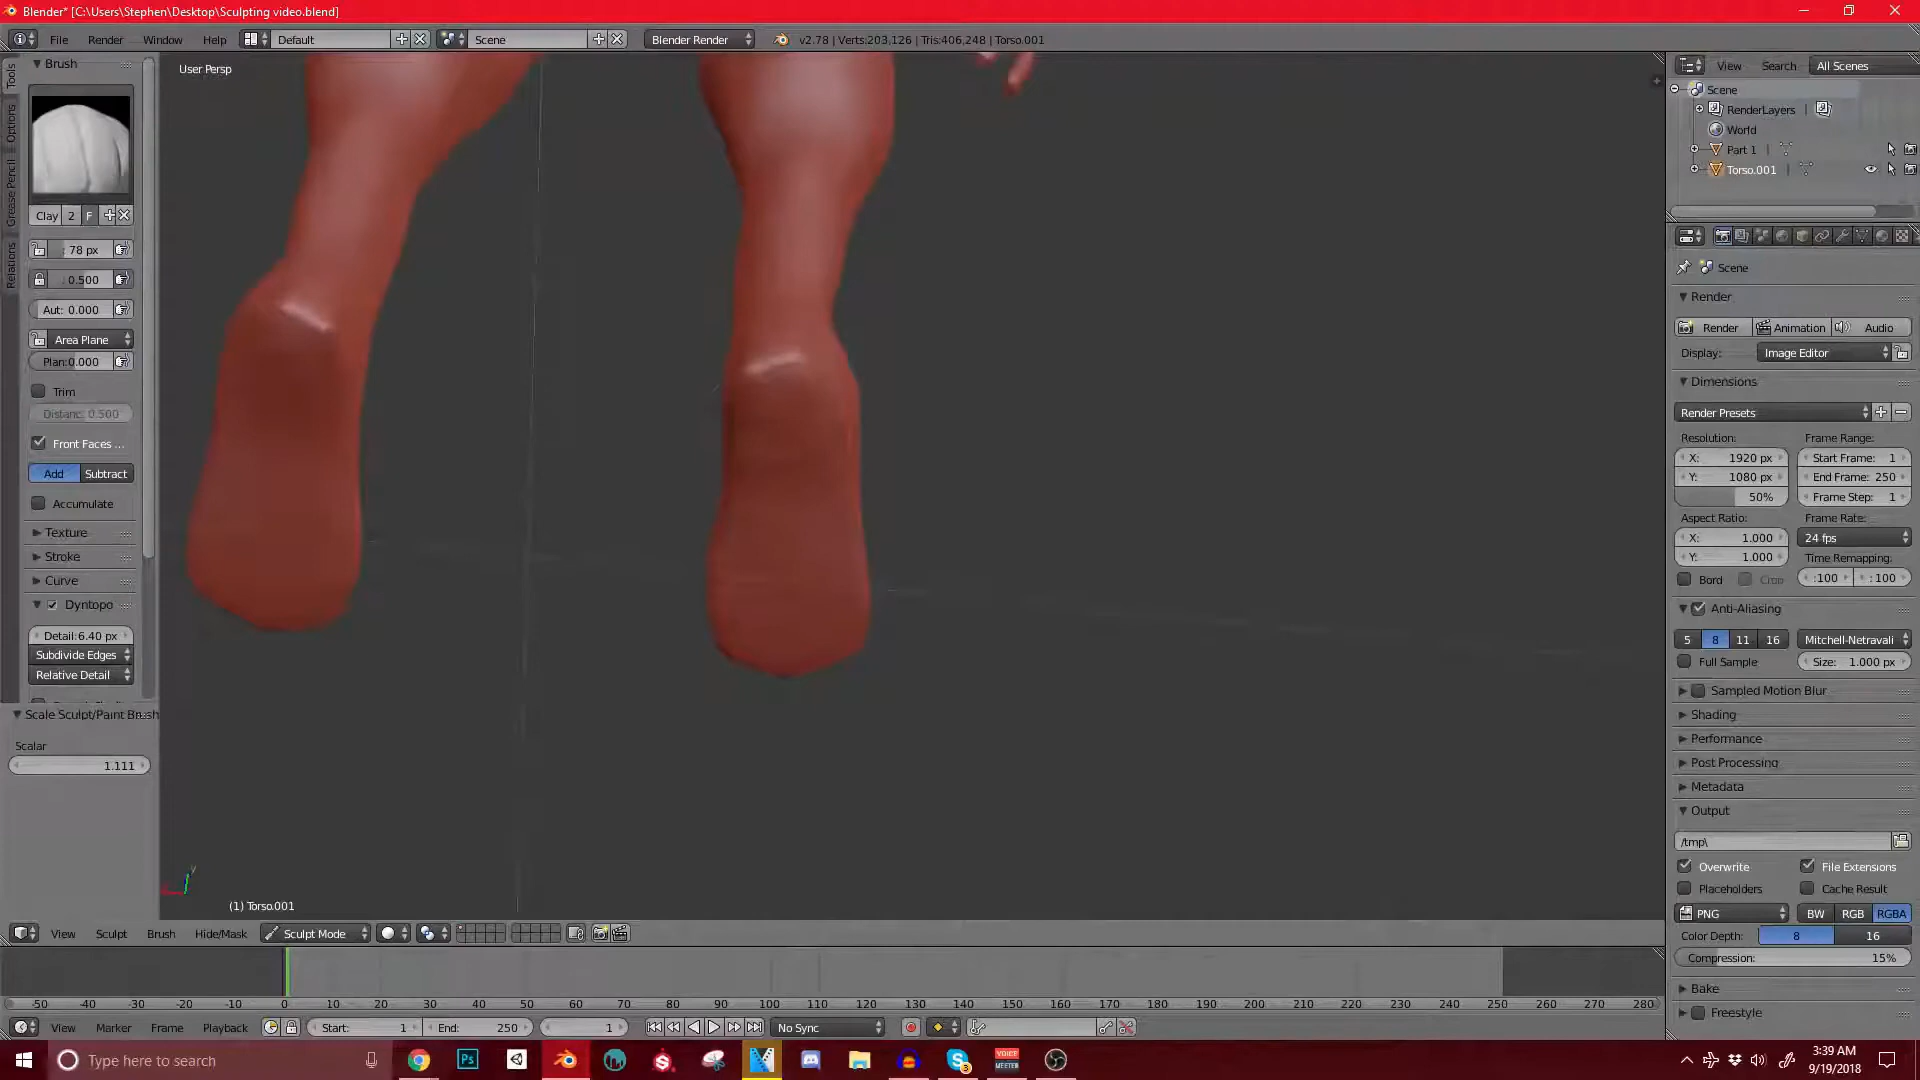 Blender* [C:\Users\Stephen\Desktop\Sculpting video.blend]
File Render Window Help Default Scene Blender Render v2.78 | Verts:203,126 | Tris:406,248 | Torso.001
Tools
Options
Grease Pencil
Relations
Brush
Clay 2 F
: 78 px
: 0.500
Aut: 0.000
Area Plane
Plan:0.000
Trim
Distanc: 0.500
Front Faces ...
Add Subtract
Accumulate
Texture
Stroke
Curve
Dyntopo
Detail:6.40 px
Subdivide Edges
Relative Detail
Scale Sculpt/Paint Brush
Scalar
1.111
User Persp
y
(1) Torso.001
View Sculpt Brush Hide/Mask Sculpt Mode
View Search All Scenes
Scene
RenderLayers
World
Part 1
Torso.001
Scene
Render
Render Animation Audio
Display: Image Editor
Dimensions
Render Presets
Resolution: Frame Range:
X: 1920 px Start Frame: 1
Y: 1080 px End Frame: 250
50% Frame Step: 1
Aspect Ratio: Frame Rate:
X: 1.000 24 fps
Y: 1.000 Time Remapping:
Bord Crop :100 : 100
Anti-Aliasing
5 8 11 16 Mitchell-Netravali
Full Sample Size: 1.000 px
Sampled Motion Blur
Shading
Performance
Post Processing
Metadata
Output
/tmp\
Overwrite File Extensions
Placeholders Cache Result
PNG BW RGB RGBA
Color Depth: 8 16
Compression: 15%
Bake
Freestyle
-50 -40 -30 -20 -10 0 10 20 30 40 50 60 70 80 90 100 110 120 130 140 150 160 170 180 190 200 210 220 230 240 250 260 270 280
View Marker Frame Playback Start: 1 End: 250 1 No Sync
Type here to search
Ps
VOICE
MEETER
3
3:39 AM
9/19/2018